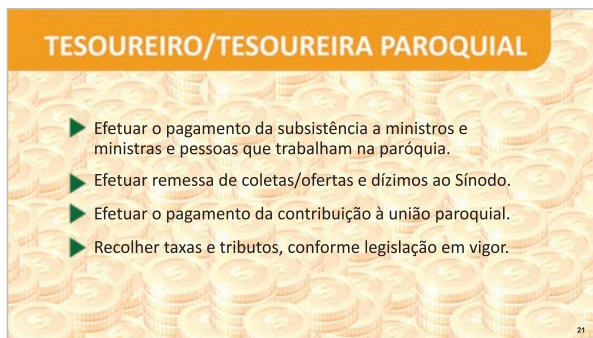 TESOUREIRO/TESOUREIRA PAROQUIAL
Efetuar o pagamento da subsistência a ministros e
ministras e pessoas que trabalham na paróquia.
Efetuar remessa de coletas/ofertas e dízimos ao Sínodo.
Efetuar o pagamento da contribuição à união paroquial.
Recolher taxas e tributos, conforme legislação em vigor.
21